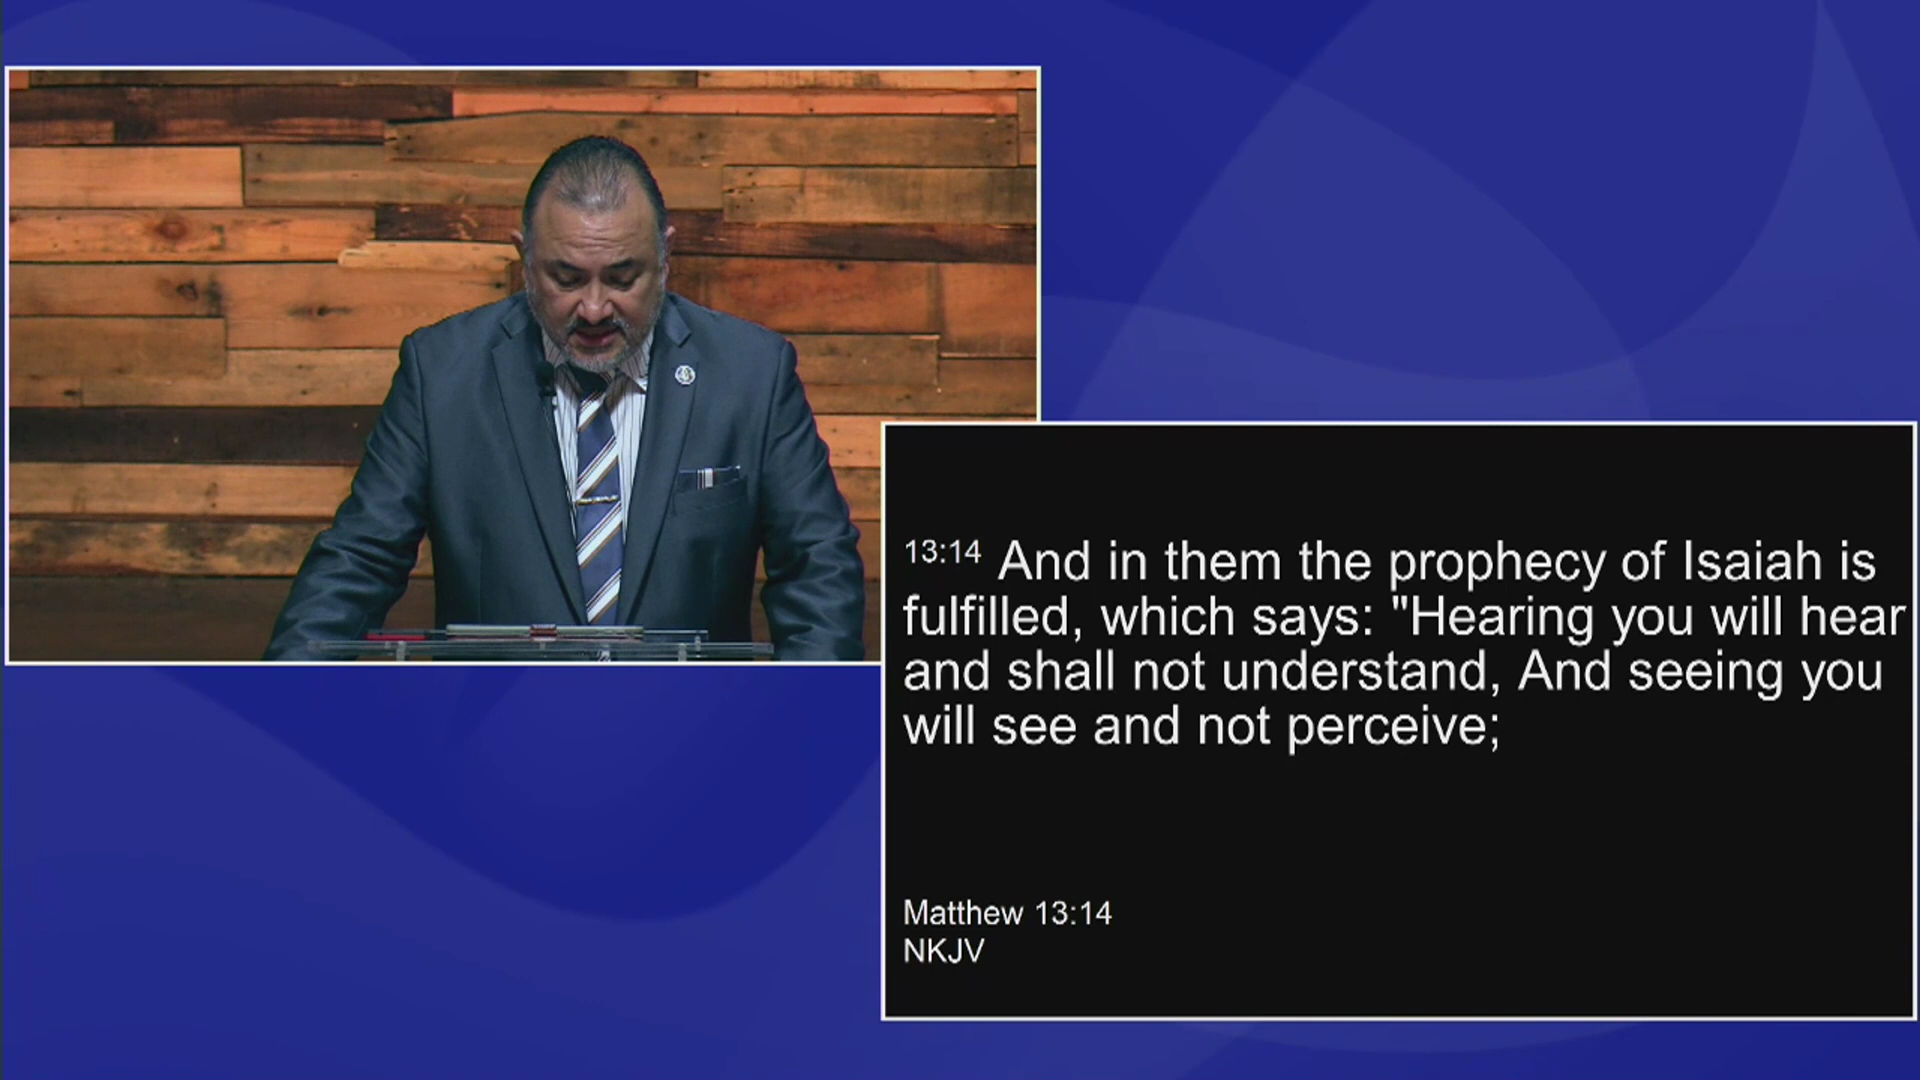 13:14 And in them the prophecy of Isaiah is
fulfilled, which says: "Hearing you will hear
and shall not understand, And seeing you
will see and not perceive;
Matthew 13:14
NKJV